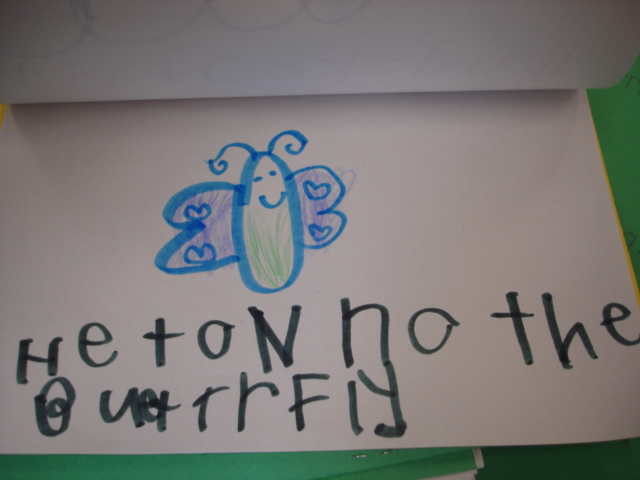 He toN no the
Buttrfly